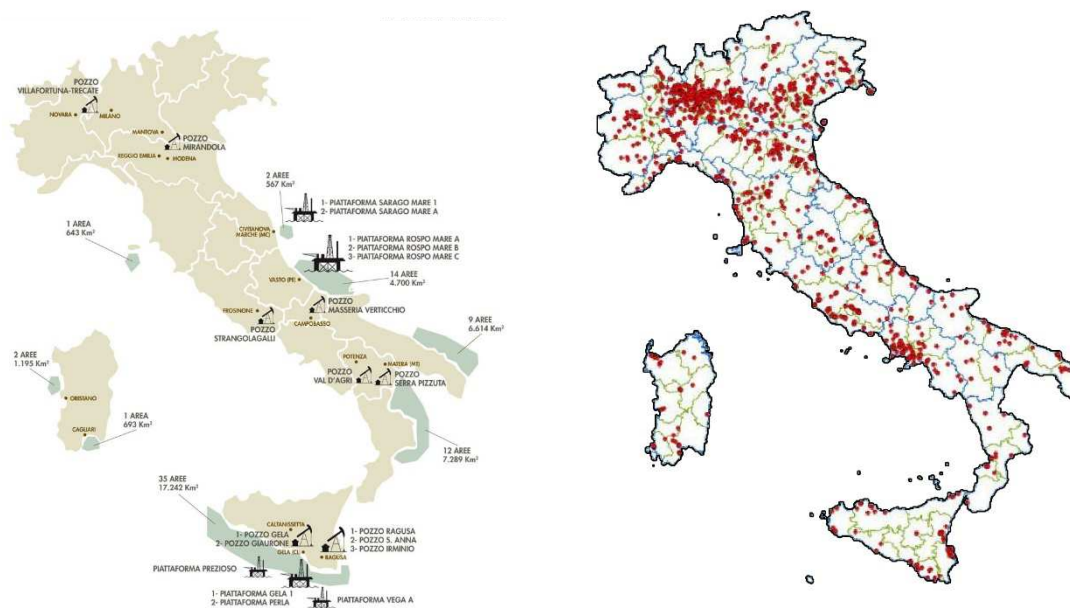 POZZO
VILLAFORTUNA-TRECATE
NOVARA
MILANO
MANTOVA
POZZO
MIRANDOLA
REGGIO EMILIA
MODENA
2 AREE
567 Km²
1- PIATTAFORMA SARAGO MARE 1
2- PIATTAFORMA SARAGO MARE A
1 AREA
643 Km²
CIVITANOVA
MARCHE (MC)
1- PIATTAFORMA ROSPO MARE A
2- PIATTAFORMA ROSPO MARE B
3- PIATTAFORMA ROSPO MARE C
VASTO (PE)
14 AREE
4.700 Km²
FROSINONE
POZZO
MASSERIA VERTICCHIO
CAMPOBASSO
POZZO
STRANGOLAGALLI
9 AREE
6.614 Km²
2 AREE
1.195 Km²
POTENZA
MATERA (MT)
POZZO
VAL D'AGRI
POZZO
SERRA PIZZUTA
ORISTANO
1 AREA
693 Km²
CAGLIARI
12 AREE
7.289 Km²
35 AREE
17.242 Km²
CALTANISSETTA
1- POZZO GELA
2- POZZO GIAURONE
GELA (CL)
1- POZZO RAGUSA
2- POZZO S. ANNA
3- POZZO IRMINIO
RAGUSA
PIATTAFORMA PREZIOSO
1- PIATTAFORMA GELA 1
2- PIATTAFORMA PERLA
PIATTAFORMA VEGA A